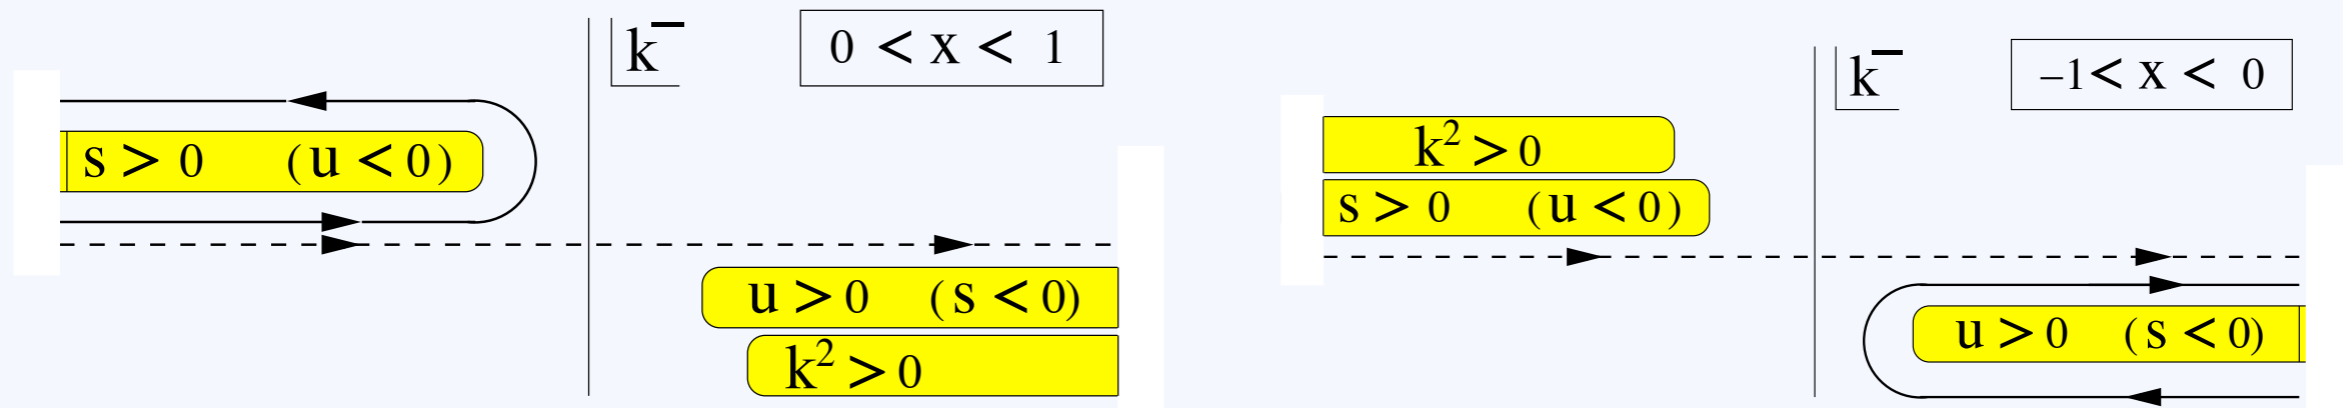 k⁻
0 < x < 1
s > 0 (u < 0)
u > 0 (s < 0)
k² > 0
k⁻
–1 < x < 0
k² > 0
s > 0 (u < 0)
u > 0 (s < 0)